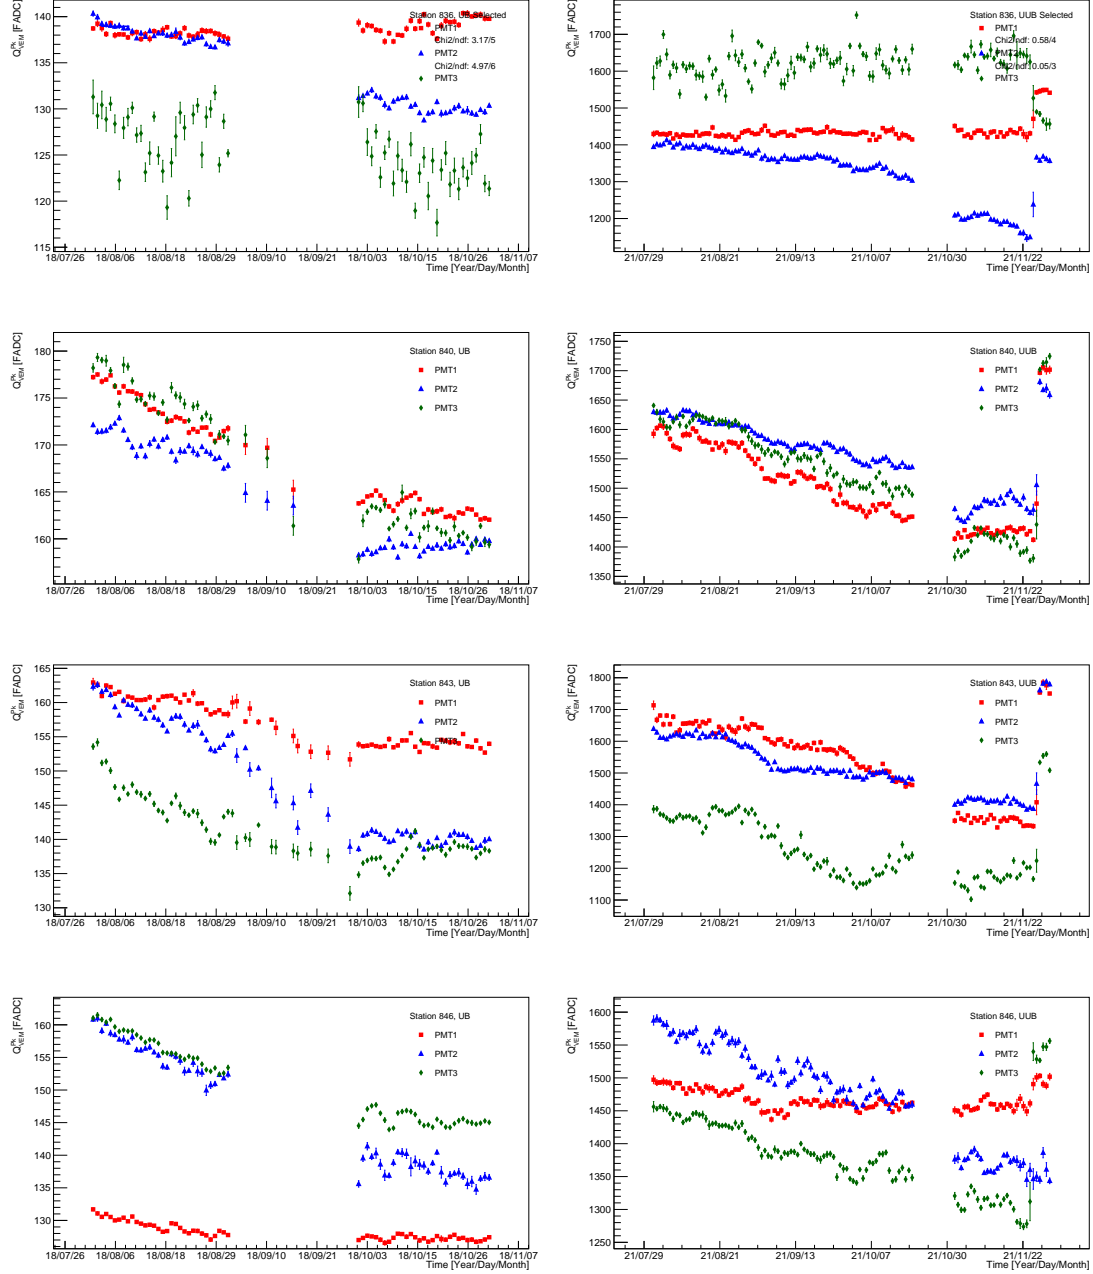 Station 836, UB Selected
PMT1
Chi2/ndf: 3.17/5
PMT2
Chi2/ndf: 4.97/6
PMT3
Q^Pk_VEM [FADC]
140
135
130
125
120
115
18/07/26 18/08/06 18/08/18 18/08/29 18/09/10 18/09/21 18/10/03 18/10/15 18/10/26 18/11/07
Time [Year/Day/Month]
Station 836, UUB Selected
PMT1
Chi2/ndf: 0.58/4
PMT2
Chi2/ndf: 0.05/3
PMT3
Q^Pk_VEM [FADC]
1700
1600
1500
1400
1300
1200
21/07/29 21/08/21 21/09/13 21/10/07 21/10/30 21/11/22
Time [Year/Day/Month]
Station 840, UB
PMT1
PMT2
PMT3
Q^Pk_VEM [FADC]
180
175
170
165
160
18/07/26 18/08/06 18/08/18 18/08/29 18/09/10 18/09/21 18/10/03 18/10/15 18/10/26 18/11/07
Time [Year/Day/Month]
Station 840, UUB
PMT1
PMT2
PMT3
Q^Pk_VEM [FADC]
1750
1700
1650
1600
1550
1500
1450
1400
1350
21/07/29 21/08/21 21/09/13 21/10/07 21/10/30 21/11/22
Time [Year/Day/Month]
Station 843, UB
PMT1
PMT2
PMT3
Q^Pk_VEM [FADC]
165
160
155
150
145
140
135
130
18/07/26 18/08/06 18/08/18 18/08/29 18/09/10 18/09/21 18/10/03 18/10/15 18/10/26 18/11/07
Time [Year/Day/Month]
Station 843, UUB
PMT1
PMT2
PMT3
Q^Pk_VEM [FADC]
1800
1700
1600
1500
1400
1300
1200
1100
21/07/29 21/08/21 21/09/13 21/10/07 21/10/30 21/11/22
Time [Year/Day/Month]
Station 846, UB
PMT1
PMT2
PMT3
Q^Pk_VEM [FADC]
160
155
150
145
140
135
130
18/07/26 18/08/06 18/08/18 18/08/29 18/09/10 18/09/21 18/10/03 18/10/15 18/10/26 18/11/07
Time [Year/Day/Month]
Station 846, UUB
PMT1
PMT2
PMT3
Q^Pk_VEM [FADC]
1600
1550
1500
1450
1400
1350
1300
1250
21/07/29 21/08/21 21/09/13 21/10/07 21/10/30 21/11/22
Time [Year/Day/Month]